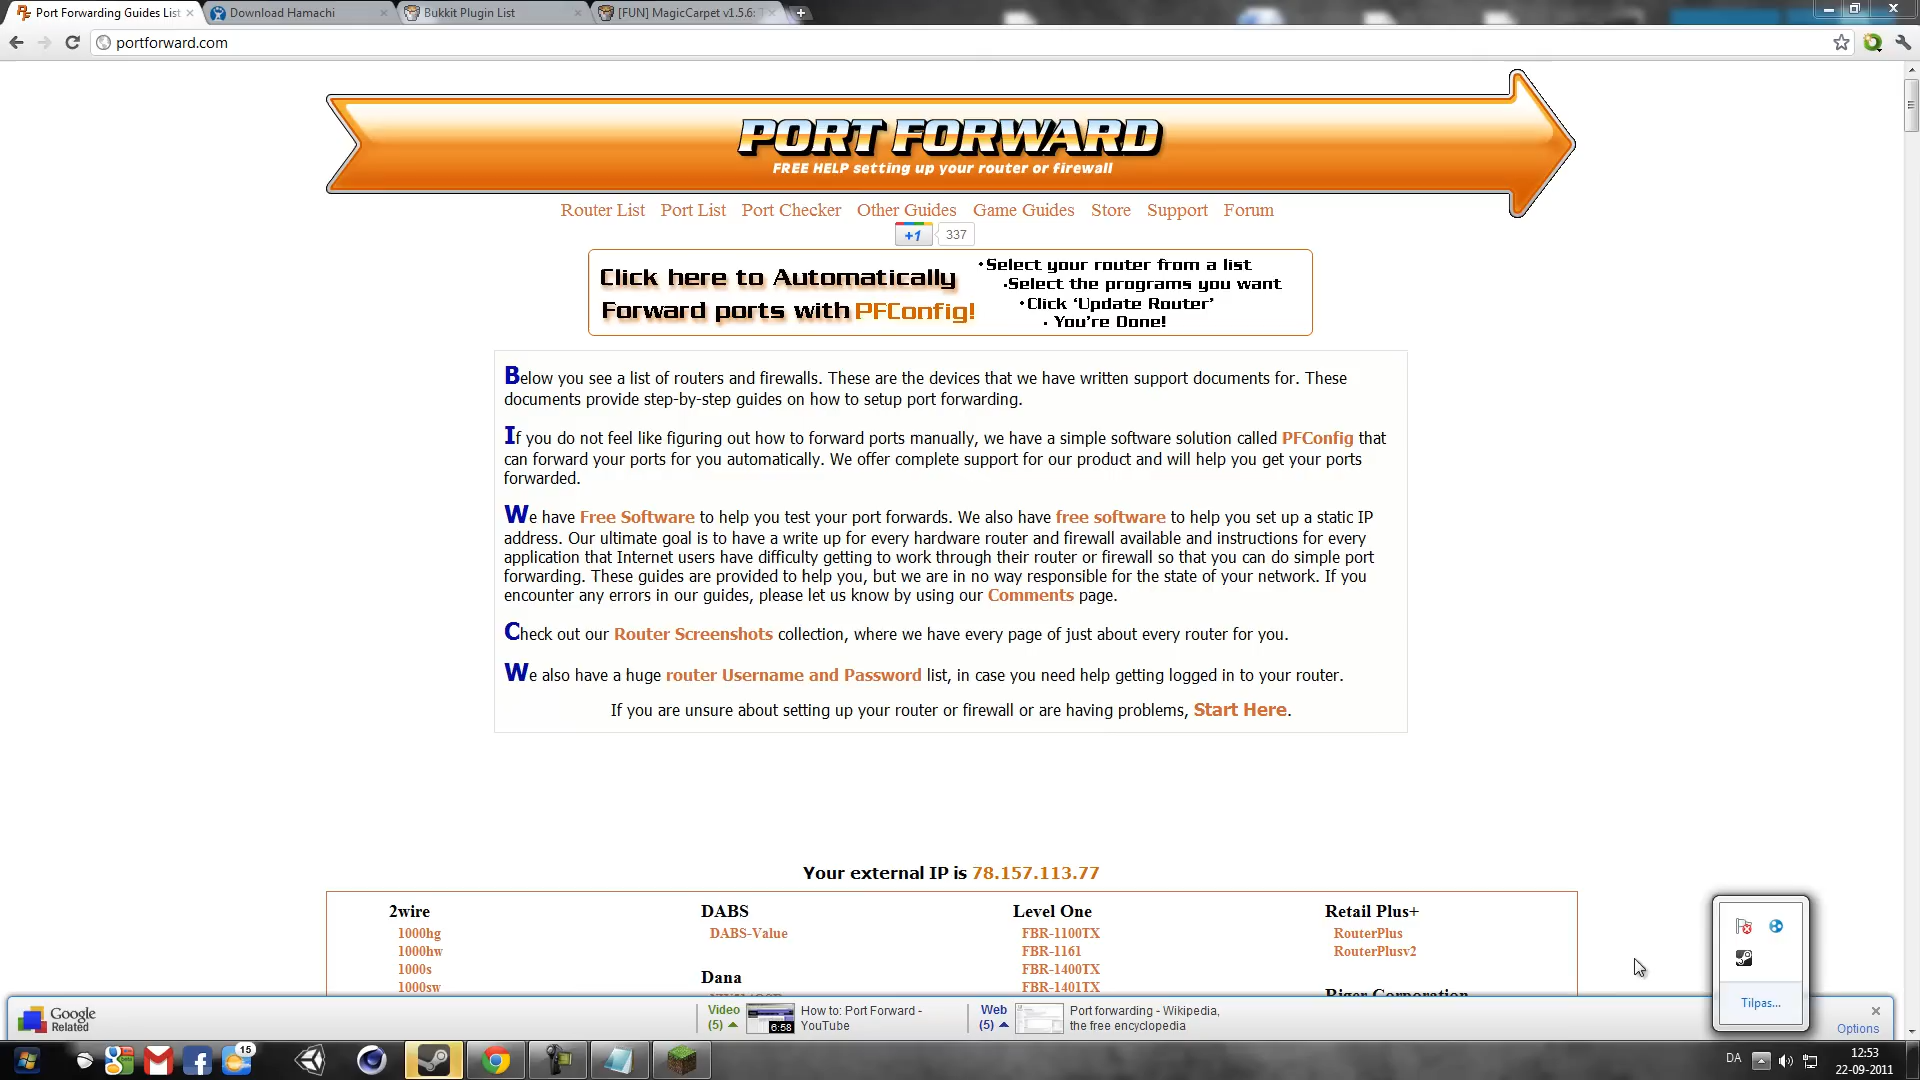 Port Forwarding Guides List
Download Hamachi
Bukkit Plugin List
[FUN] MagicCarpet v1.5.6:
portforward.com
PORT FORWARD
FREE HELP setting up your router or firewall
Router List Port List Port Checker Other Guides Game Guides Store Support Forum
+1 337
Click here to Automatically
Forward ports with PFConfig!
•Select your router from a list
•Select the programs you want
•Click 'Update Router'
• You're Done!
Below you see a list of routers and firewalls. These are the devices that we have written support documents for. These
documents provide step-by-step guides on how to setup port forwarding.
If you do not feel like figuring out how to forward ports manually, we have a simple software solution called PFConfig that
can forward your ports for you automatically. We offer complete support for our product and will help you get your ports
forwarded.
We have Free Software to help you test your port forwards. We also have free software to help you set up a static IP
address. Our ultimate goal is to have a write up for every hardware router and firewall available and instructions for every
application that Internet users have difficulty getting to work through their router or firewall so that you can do simple port
forwarding. These guides are provided to help you, but we are in no way responsible for the state of your network. If you
encounter any errors in our guides, please let us know by using our Comments page.
Check out our Router Screenshots collection, where we have every page of just about every router for you.
We also have a huge router Username and Password list, in case you need help getting logged in to your router.
If you are unsure about setting up your router or firewall or are having problems, Start Here.
Your external IP is 78.157.113.77
2wire
1000hg
1000hw
1000s
1000sw
DABS
DABS-Value
Dana
Level One
FBR-1100TX
FBR-1161
FBR-1400TX
FBR-1401TX
Retail Plus+
RouterPlus
RouterPlusv2
Riger Corporation
Tilpas...
Google
Related
Video
(5)
6:58
How to: Port Forward -
YouTube
Web
(5)
Port forwarding - Wikipedia,
the free encyclopedia
Options
15
DA
12:53
22-09-2011